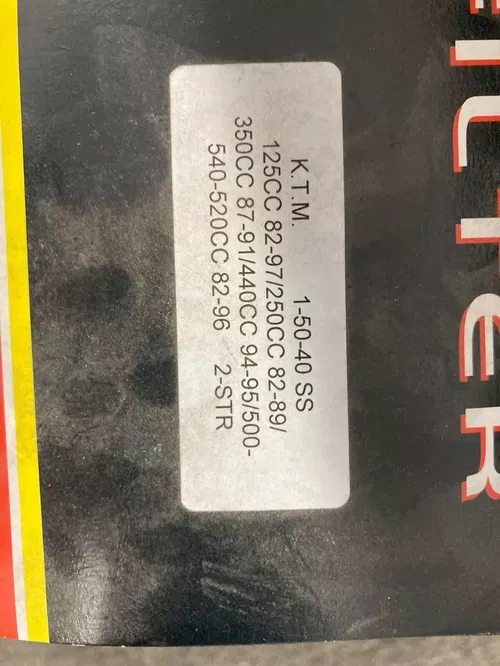 K.T.M. 1-50-40 SS
125CC 82-97/250CC 82-89/
350CC 87-91/440CC 94-95/500-
540-520CC 82-96 2-STR